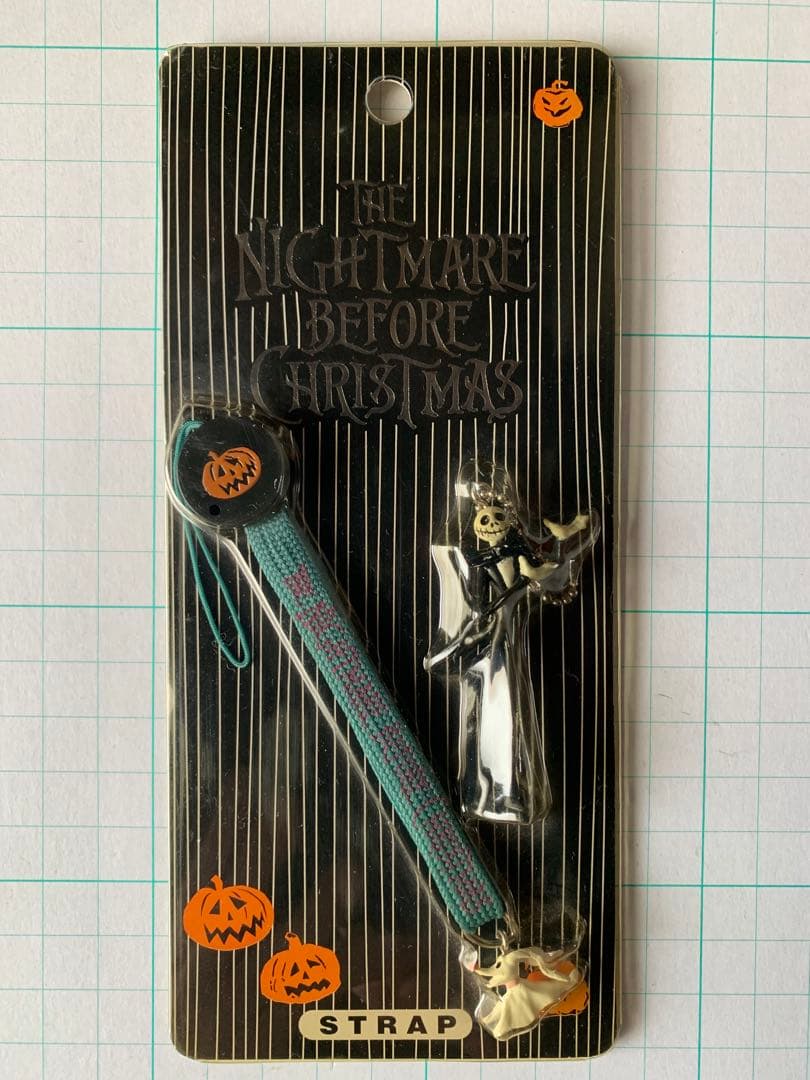 THE
NIGHTMARE
BEFORE
CHRISTMAS
STRAP